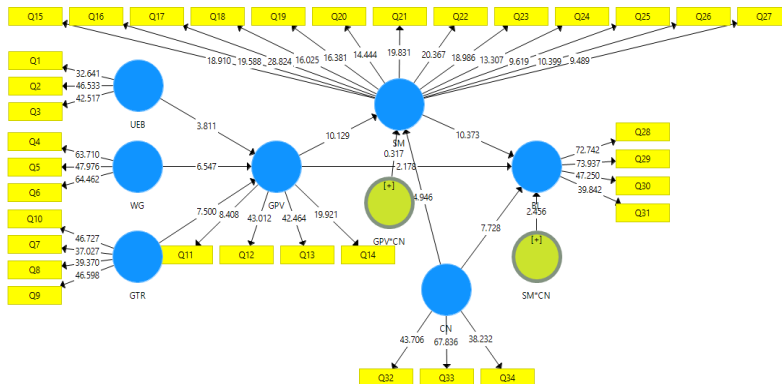 Q15 Q16 Q17 Q18 Q19 Q20 Q21 Q22 Q23 Q24 Q25 Q26 Q27
18.910 19.588 28.824 16.025 16.381 14.444 19.831 20.367 18.986 13.307 9.619 10.399 9.489
Q1
Q2
Q3
32.641
46.533
42.517
UEB
3.811
Q4
Q5
Q6
63.710
47.976
64.462
WG
6.547
Q10
Q7
Q8
Q9
46.727
37.027
39.370
46.598
GTR
7.500
GPV
10.129
8.408 43.012 42.464 19.921
Q11 Q12 Q13 Q14
SM
0.317
2.178
10.373
[+]
GPV*CN
4.946
7.728
2.456
[+]
SM*CN
72.742
73.937
47.250
39.842
Q28
Q29
Q30
Q31
CN
43.706 67.836 38.232
Q32 Q33 Q34